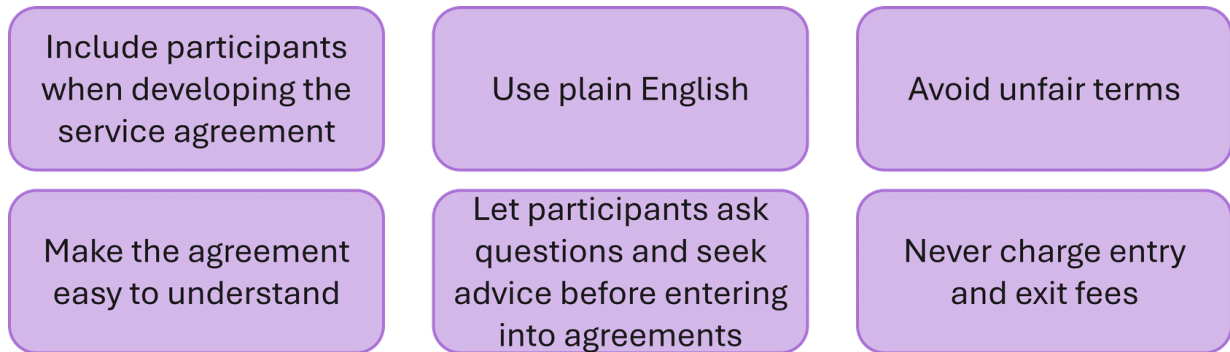 Include participants
when developing the
service agreement
Use plain English
Avoid unfair terms
Make the agreement
easy to understand
Let participants ask
questions and seek
advice before entering
into agreements
Never charge entry
and exit fees